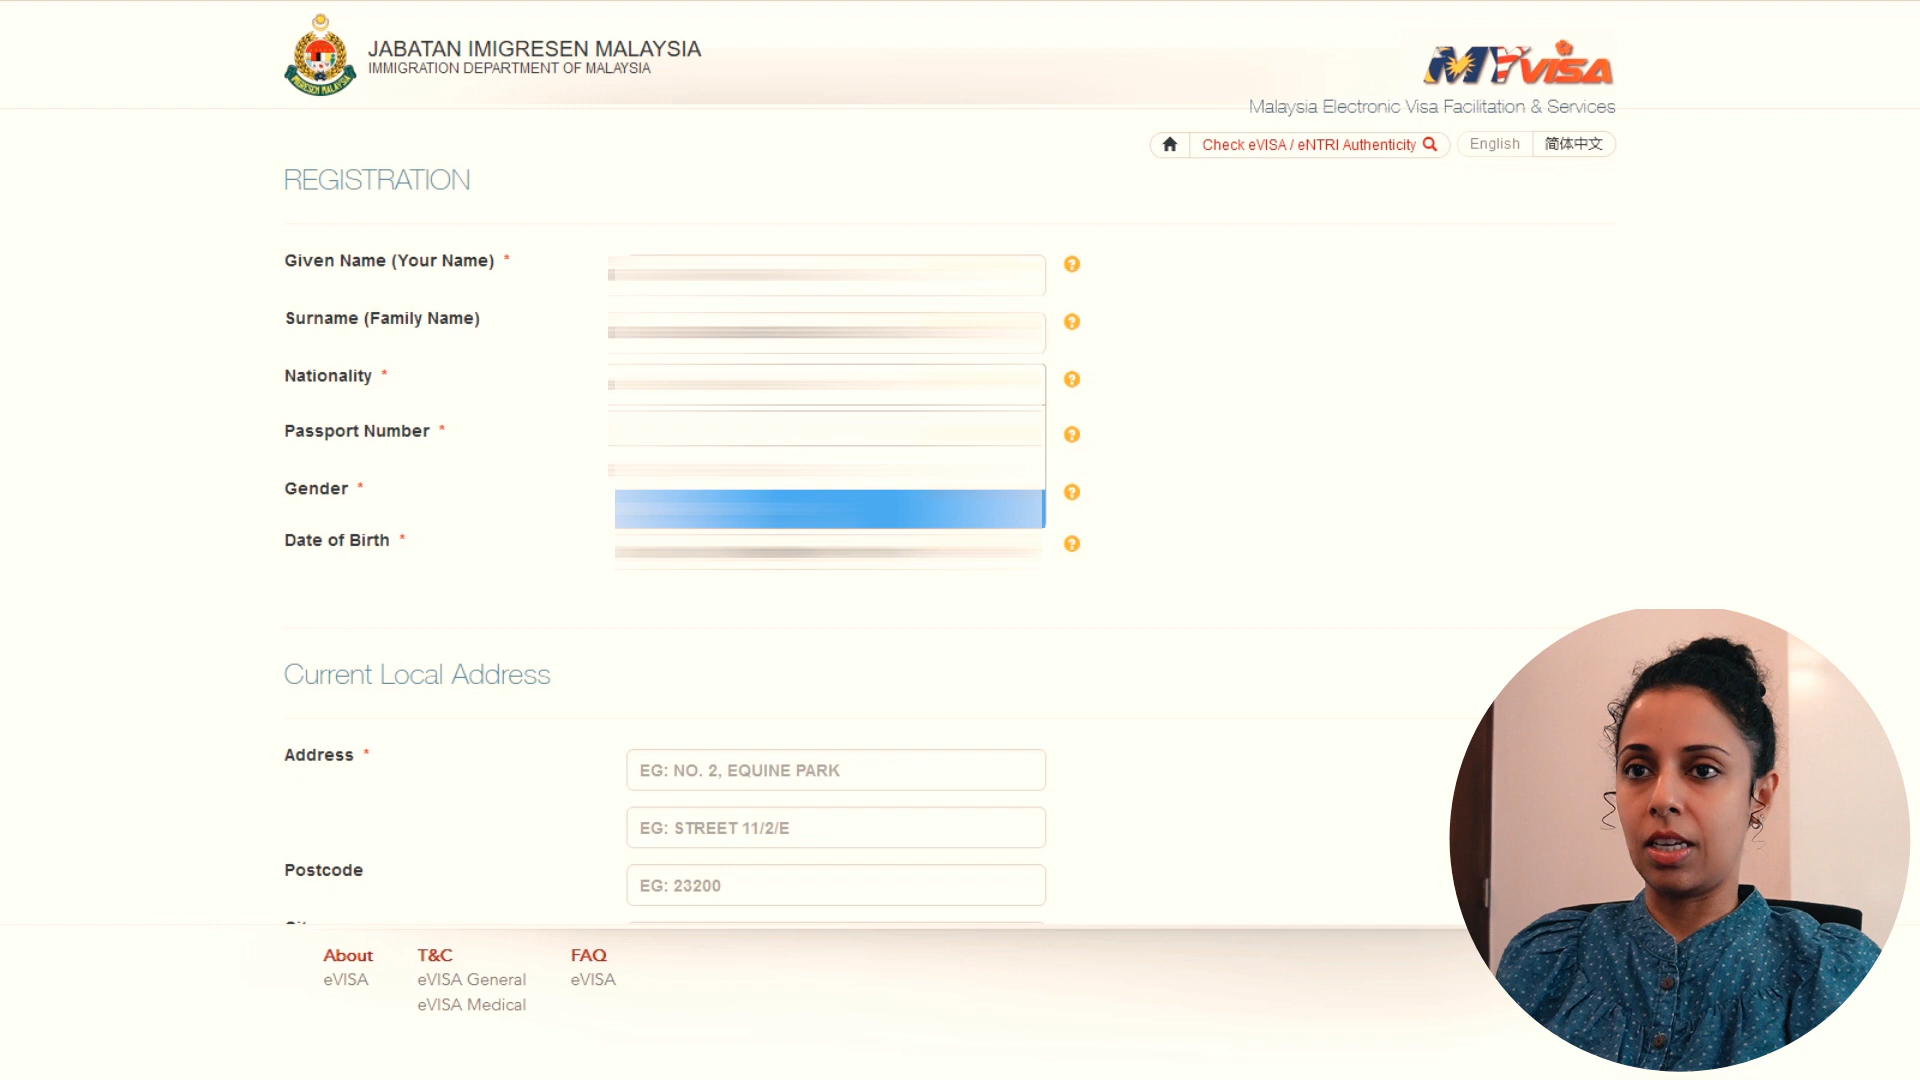 JABATAN IMIGRESEN MALAYSIA
IMMIGRATION DEPARTMENT OF MALAYSIA
MYVISA
Malaysia Electronic Visa Facilitation & Services
Check eVISA / eNTRI Authenticity
English
简体中文
REGISTRATION
Given Name (Your Name) *
Surname (Family Name)
Nationality *
Passport Number *
Gender *
Date of Birth *
Current Local Address
Address *
EG: NO. 2, EQUINE PARK
EG: STREET 11/2/E
Postcode
EG: 23200
About
eVISA
T&C
eVISA General
eVISA Medical
FAQ
eVISA